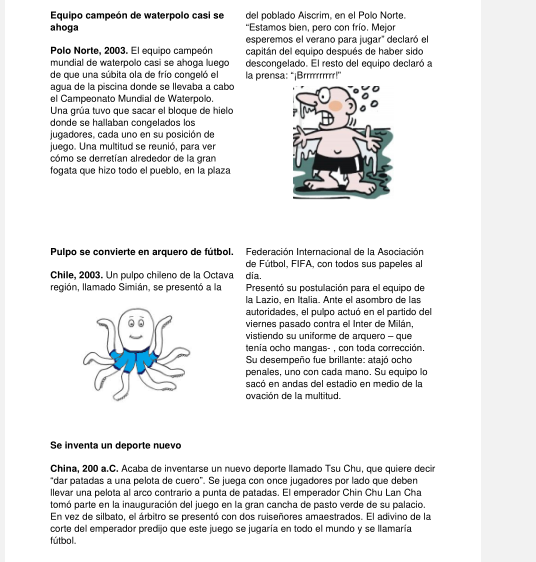 Equipo campeón de waterpolo casi se
ahoga
Polo Norte, 2003. El equipo campeón
mundial de waterpolo casi se ahoga luego
de que una súbita ola de frío congeló el
agua de la piscina donde se llevaba a cabo
el Campeonato Mundial de Waterpolo.
Una grúa tuvo que sacar el bloque de hielo
donde se hallaban congelados los
jugadores, cada uno en su posición de
juego. Una multitud se reunió, para ver
cómo se derretían alrededor de la gran
fogata que hizo todo el pueblo, en la plaza
del poblado Aiscrim, en el Polo Norte.
“Estamos bien, pero con frío. Mejor
esperemos el verano para jugar” declaró el
capitán del equipo después de haber sido
descongelado. El resto del equipo declaró a
la prensa: “¡Brrrrrrrrrr!”
Pulpo se convierte en arquero de fútbol.
Chile, 2003. Un pulpo chileno de la Octava
región, llamado Simián, se presentó a la
Federación Internacional de la Asociación
de Fútbol, FIFA, con todos sus papeles al
día.
Presentó su postulación para el equipo de
la Lazio, en Italia. Ante el asombro de las
autoridades, el pulpo actuó en el partido del
viernes pasado contra el Inter de Milán,
vistiendo su uniforme de arquero – que
tenía ocho mangas- , con toda corrección.
Su desempeño fue brillante: atajó ocho
penales, uno con cada mano. Su equipo lo
sacó en andas del estadio en medio de la
ovación de la multitud.
Se inventa un deporte nuevo
China, 200 a.C. Acaba de inventarse un nuevo deporte llamado Tsu Chu, que quiere decir
“dar patadas a una pelota de cuero”. Se juega con once jugadores por lado que deben
llevar una pelota al arco contrario a punta de patadas. El emperador Chin Chu Lan Cha
tomó parte en la inauguración del juego en la gran cancha de pasto verde de su palacio.
En vez de silbato, el árbitro se presentó con dos ruiseñores amaestrados. El adivino de la
corte del emperador predijo que este juego se jugaría en todo el mundo y se llamaría
fútbol.